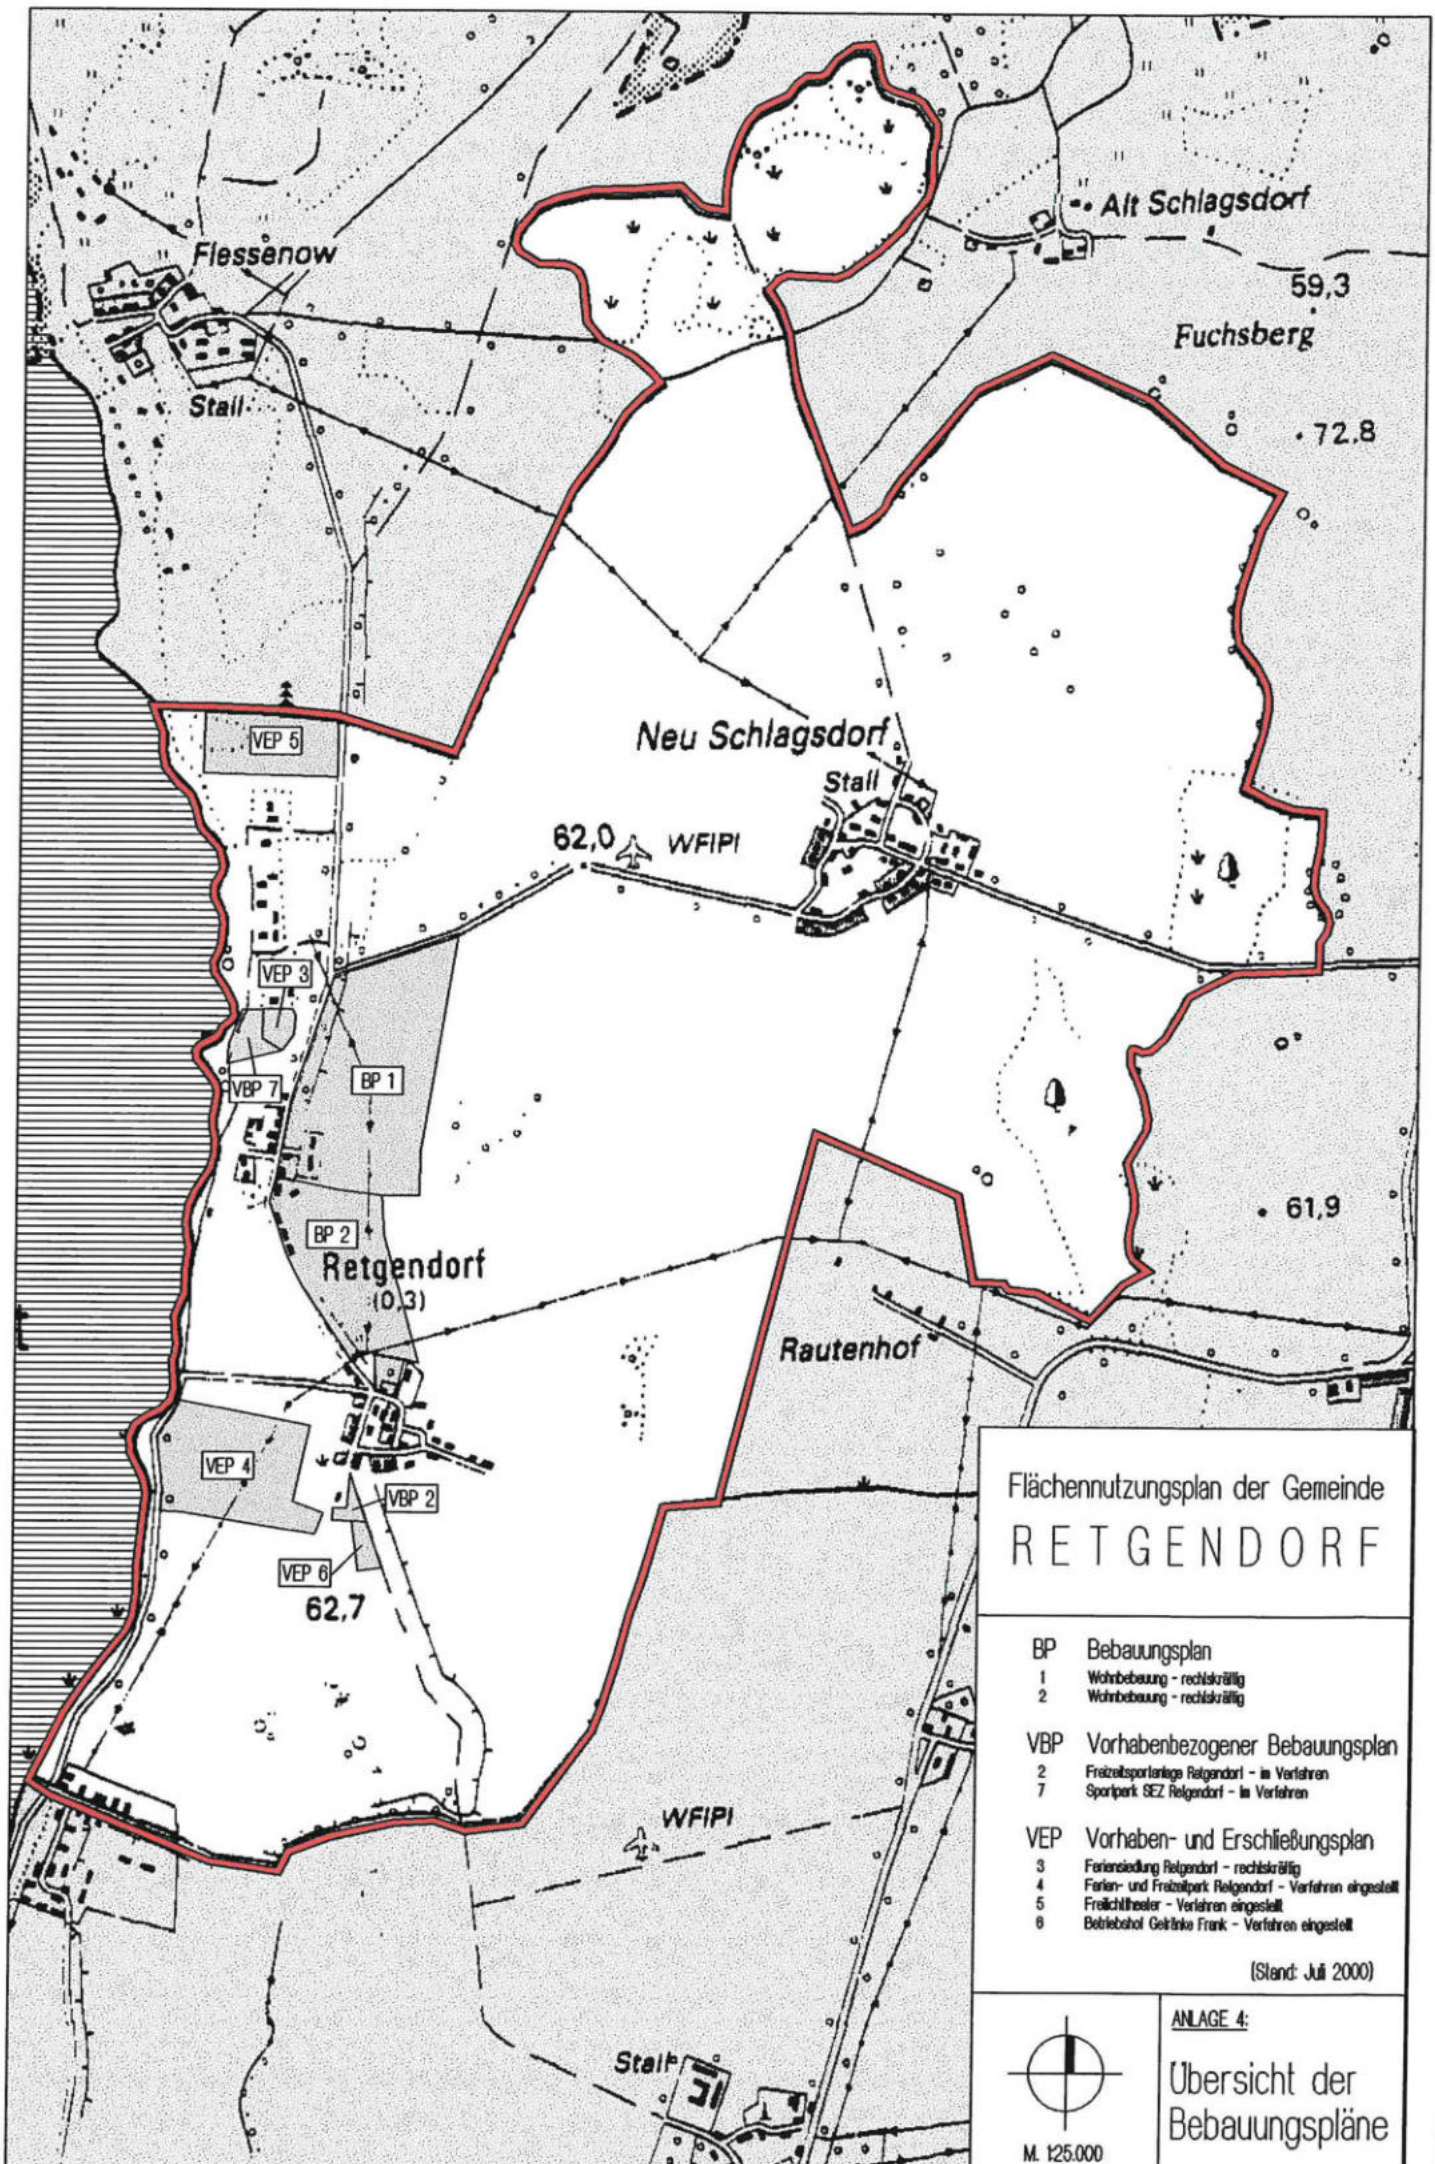 Alt Schlagsdorf
Flessenow
59,3
Fuchsberg
Stall
72,8
VEP 5
Neu Schlagsdorf
Stall
62,0
WFlPl
VEP 3
VBP 7
BP 1
61,9
BP 2
Retgendorf
(0,3)
Rautenhof
VEP 4
VBP 2
VEP 6
62,7
WFlPl
Stall
Flächennutzungsplan der Gemeinde
RETGENDORF
BP Bebauungsplan
1 Wohnbebauung - rechtskräftig
2 Wohnbebauung - rechtskräftig
VBP Vorhabenbezogener Bebauungsplan
2 Freizeitsportanlage Retgendorf - in Verfahren
7 Sportpark SEZ Retgendorf - in Verfahren
VEP Vorhaben- und Erschließungsplan
3 Feriensiedlung Retgendorf - rechtskräftig
4 Ferien- und Freizeitpark Retgendorf - Verfahren eingestellt
5 Freilichttheater - Verfahren eingestellt
6 Betriebshof Getränke Frank - Verfahren eingestellt
(Stand: Juli 2000)
M. 1:25.000
ANLAGE 4:
Übersicht der
Bebauungspläne